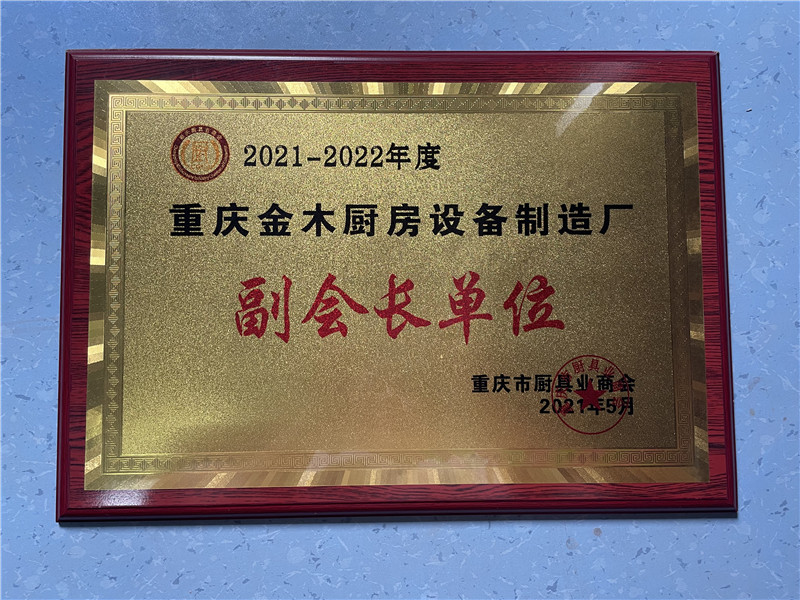 2021-2022年度
重庆金木厨房设备制造厂
副会长单位
重庆市厨具业商会
2021年5月
厨